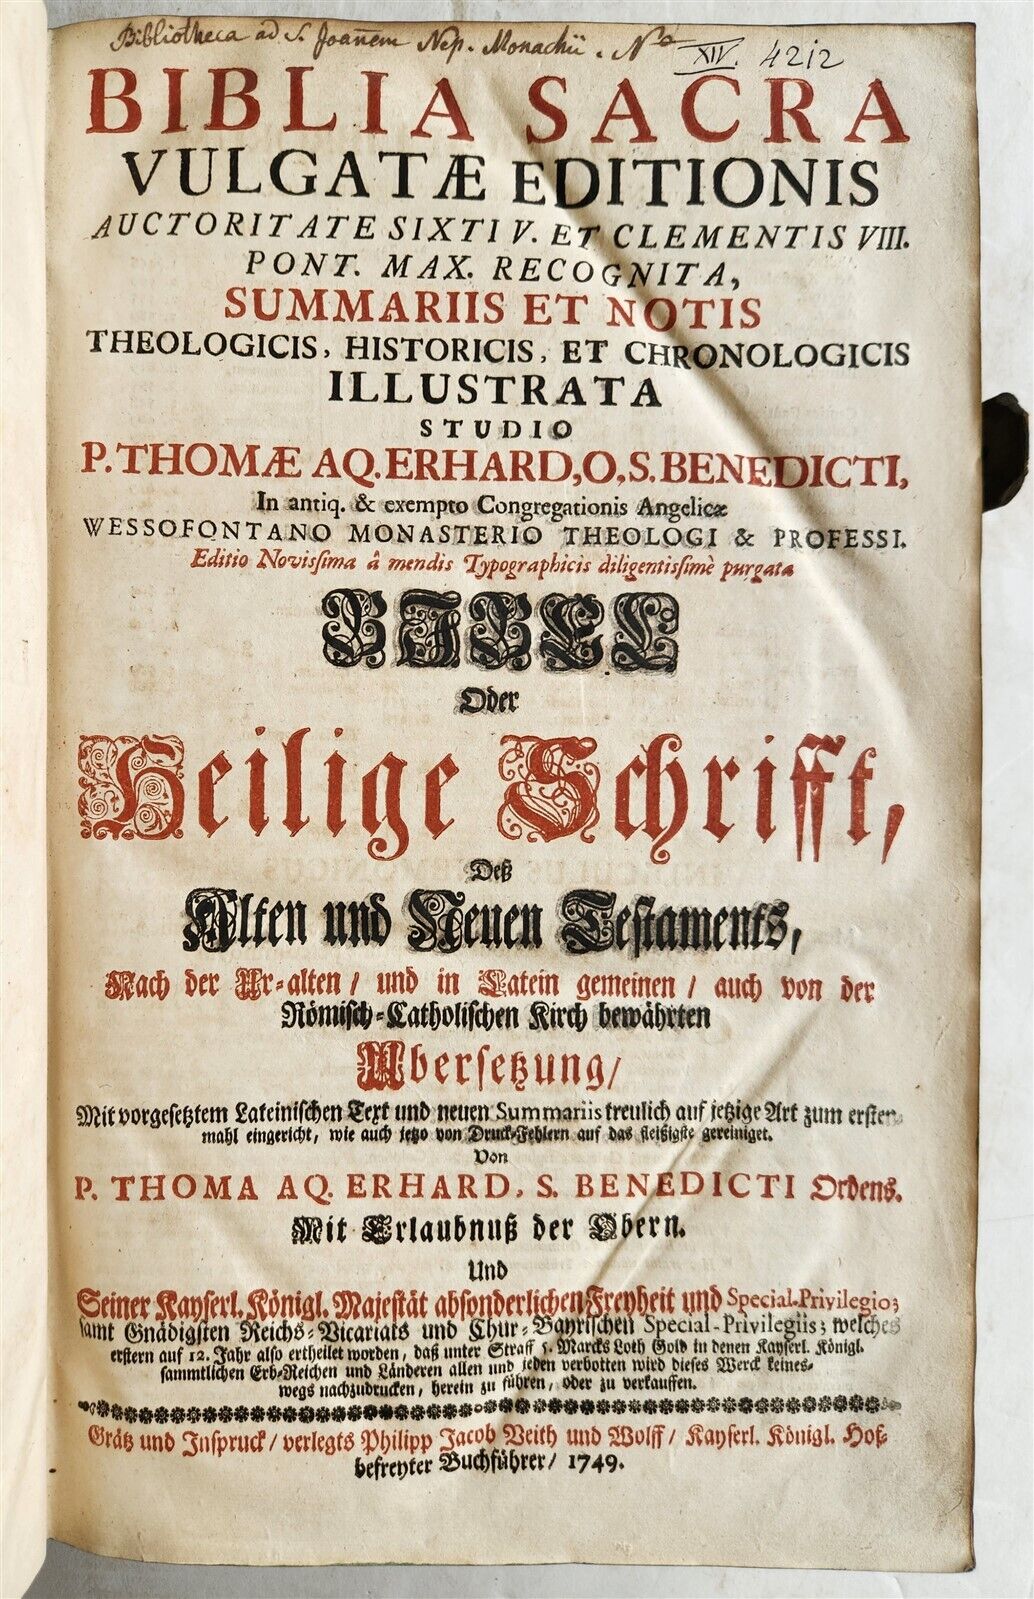 Bibliotheca ad S. Joañem Nep. Monachii. No XIV. 4212
BIBLIA SACRA
VULGATÆ EDITIONIS
AUCTORITATE SIXTI V. ET CLEMENTIS VIII.
PONT. MAX. RECOGNITA,
SUMMARIIS ET NOTIS
THEOLOGICIS, HISTORICIS, ET CHRONOLOGICIS
ILLUSTRATA
STUDIO
P. THOMÆ AQ. ERHARD, O, S. BENEDICTI,
In antiq. & exempto Congregationis Angelicæ
WESSOFONTANO MONASTERIO THEOLOGI & PROFESSI.
Editio Novissima â mendis Typographicis diligentissimè purgata
BIBEL
Oder
Heilige Schrifft,
Deß
Alten und Neuen Testaments,
Nach der Ur-alten / und in Latein gemeinen / auch von der
Römisch-Catholischen Kirch bewährten
Ubersetzung /
Mit vorgesetztem Lateinischen Text und neuen Summariis treulich auf jetzige Art zum ersten-
mahl eingericht, wie auch jetzo von Druck-Fehlern auf das fleißigste gereiniget.
Von
P. THOMA AQ. ERHARD, S. BENEDICTI Ordens.
Mit Erlaubnuß der Obern.
Und
Seiner Kayserl. Königl. Majestät absonderlichen Freyheit und Special-Privilegio;
samt Gnädigsten Reichs-Vicariats und Chur-Bayrischen Special-Privilegiis; welches
erstern auf 12. Jahr also ertheilet worden, daß unter Straff 5. Marcks Loth Gold in denen Kayserl. Königl.
sammtlichen Erb-Reichen und Länderen allen und jeden verbotten wird dieses Werck keines-
wegs nachzudrucken, herein zu führen, oder zu verkauffen.
Grätz und Inspruck / verlegts Philipp Jacob Veith und Wolff / Kayserl. Königl. Hof-
befreyter Buchführer / 1749.